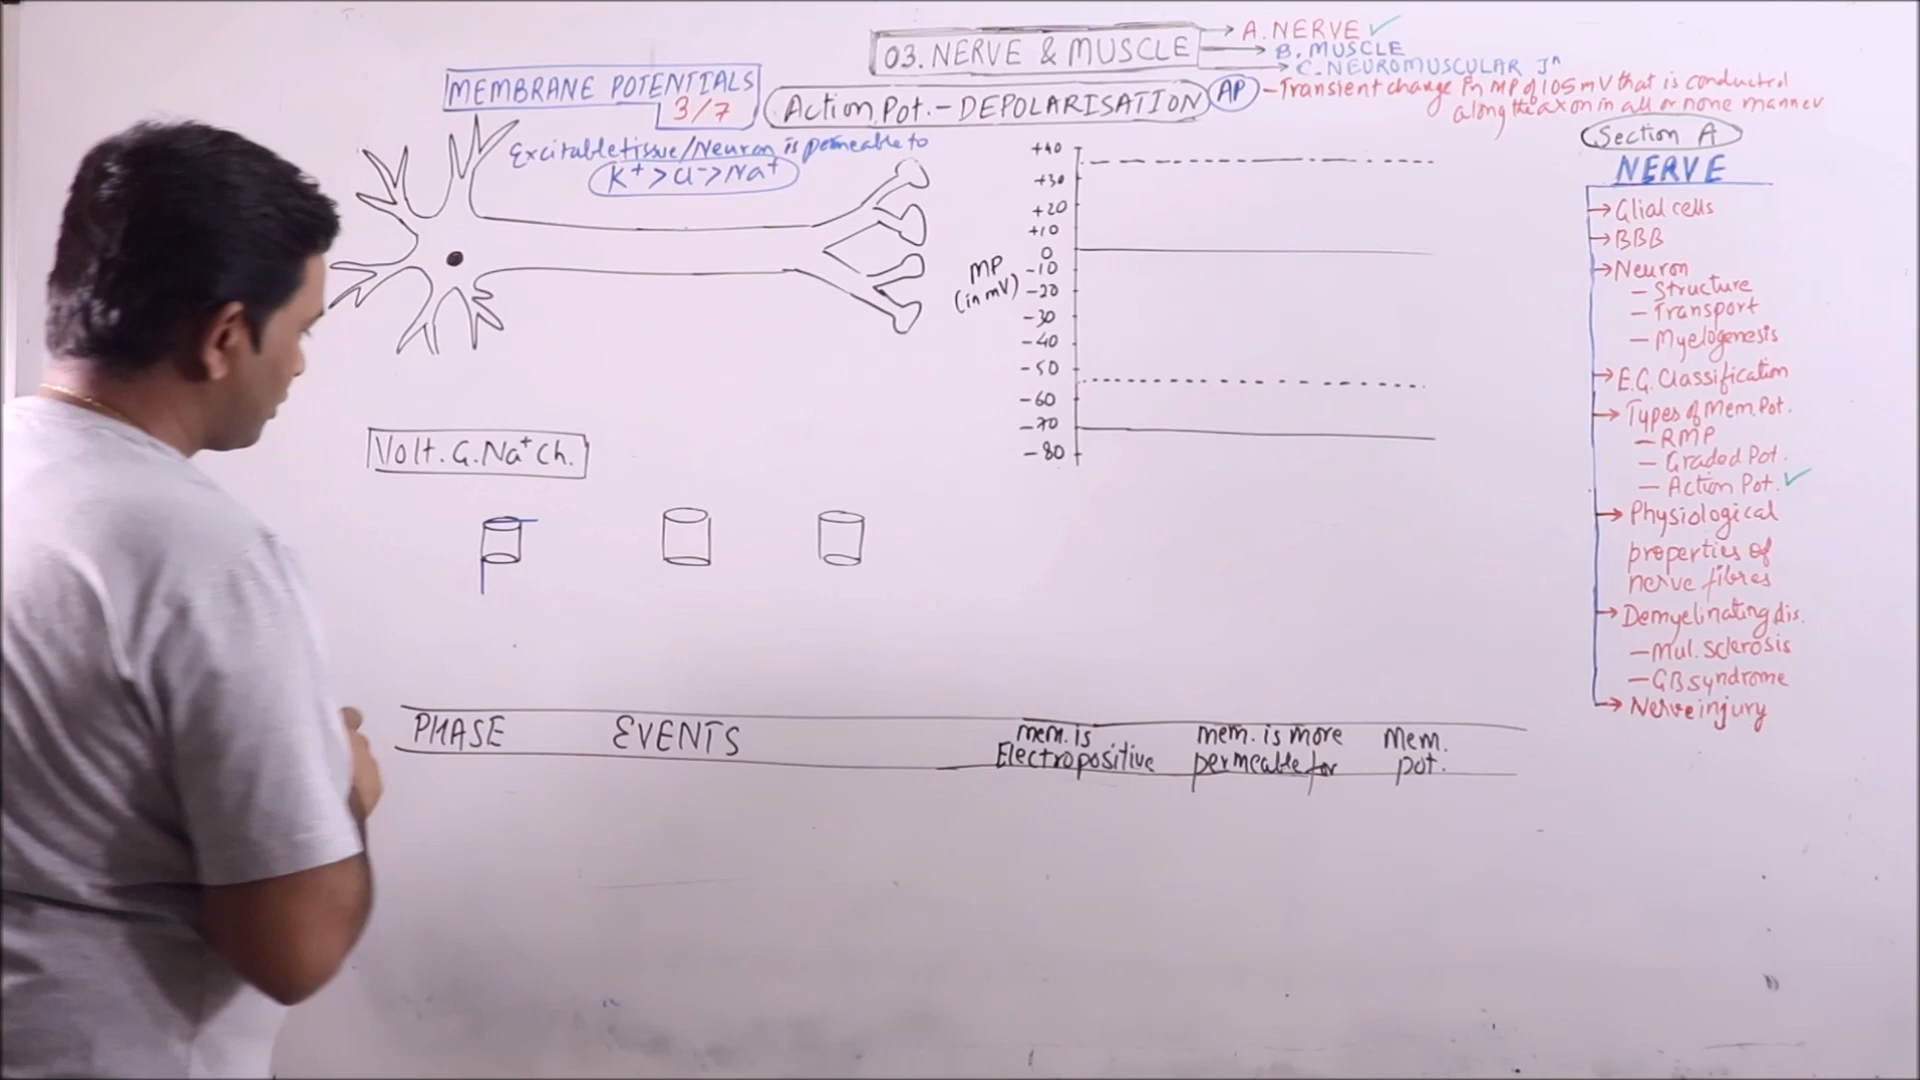 03. NERVE & MUSCLE
A. NERVE ✓
B. MUSCLE
C. NEUROMUSCULAR Jn
MEMBRANE POTENTIALS
3/7
Action Pot. - DEPOLARISATION
AP - Transient change in MP of 105 mV that is conducted
along the axon in all or none manner
Excitable tissue/Neuron is permeable to
K+ > Cl- > Na+
MP
(in mV)
+40
+30
+20
+10
0
-10
-20
-30
-40
-50
-60
-70
-80
Volt. G. Na+ Ch.
PHASE
EVENTS
mem. is
Electropositive
mem. is more
permeable for
Mem.
pot.
Section A
NERVE
→ Glial cells
→ BBB
→ Neuron
- Structure
- Transport
- Myelogenesis
→ E.G. Classification
→ Types of Mem. Pot.
- RMP
- Graded Pot.
- Action Pot. ✓
→ Physiological
properties of
nerve fibres
→ Demyelinating dis.
- Mul. Sclerosis
- GB syndrome
→ Nerve injury